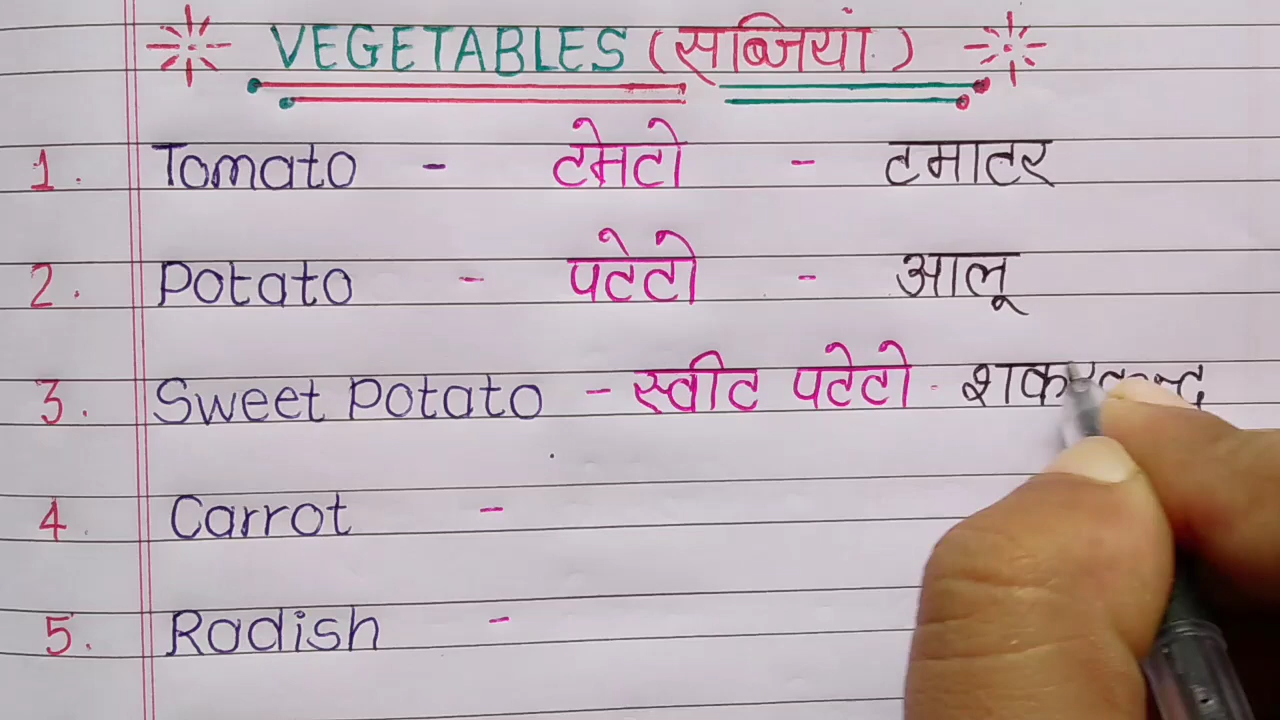 VEGETABLES (सब्जियां)
1. Tomato - टमेटो - टमाटर
2. Potato - पटेटो - आलू
3. Sweet Potato - स्वीट पटेटो - शकरकन्द
4. Carrot -
5. Radish -